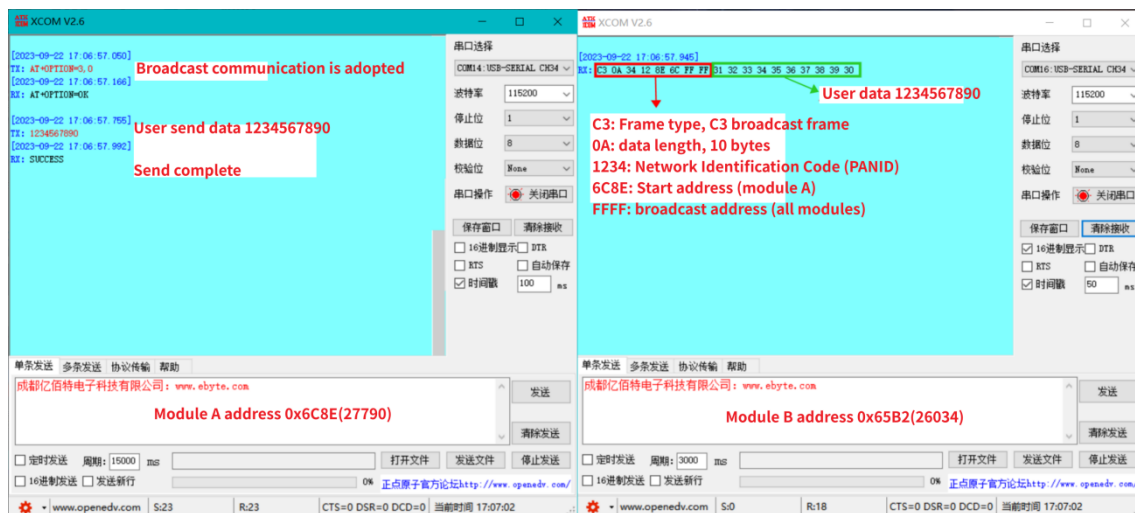 XCOM V2.6
[2023-09-22 17:06:57.050]
TX: AT+OPTION=3,0
Broadcast communication is adopted
[2023-09-22 17:06:57.166]
RX: AT+OPTION=OK
[2023-09-22 17:06:57.755]
TX: 1234567890
User send data 1234567890
[2023-09-22 17:06:57.992]
RX: SUCCESS
Send complete
串口选择
COM14:USB-SERIAL CH34
波特率 115200
停止位 1
数据位 8
校验位 None
串口操作 关闭串口
保存窗口 清除接收
16进制显示 DTR
RTS 自动保存
时间戳 100 ms
单条发送 多条发送 协议传输 帮助
成都亿佰特电子科技有限公司: www.ebyte.com
Module A address 0x6C8E(27790)
发送
清除发送
定时发送 周期: 15000 ms 打开文件 发送文件 停止发送
16进制发送 发送新行 0% 正点原子官方论坛http://www.openedv.com/
www.openedv.com S:23 R:23 CTS=0 DSR=0 DCD=0 当前时间 17:07:02
XCOM V2.6
[2023-09-22 17:06:57.945]
RX: C3 0A 34 12 8E 6C FF FF 31 32 33 34 35 36 37 38 39 30
User data 1234567890
C3: Frame type, C3 broadcast frame
0A: data length, 10 bytes
1234: Network Identification Code (PANID)
6C8E: Start address (module A)
FFFF: broadcast address (all modules)
串口选择
COM16:USB-SERIAL CH34
波特率 115200
停止位 1
数据位 8
校验位 None
串口操作 关闭串口
保存窗口 清除接收
16进制显示 DTR
RTS 自动保存
时间戳 50 ms
单条发送 多条发送 协议传输 帮助
成都亿佰特电子科技有限公司: www.ebyte.com
Module B address 0x65B2(26034)
发送
清除发送
定时发送 周期: 3000 ms 打开文件 发送文件 停止发送
16进制发送 发送新行 0% 正点原子官方论坛http://www.openedv.com/
www.openedv.com S:0 R:18 CTS=0 DSR=0 DCD=0 当前时间 17:07:02